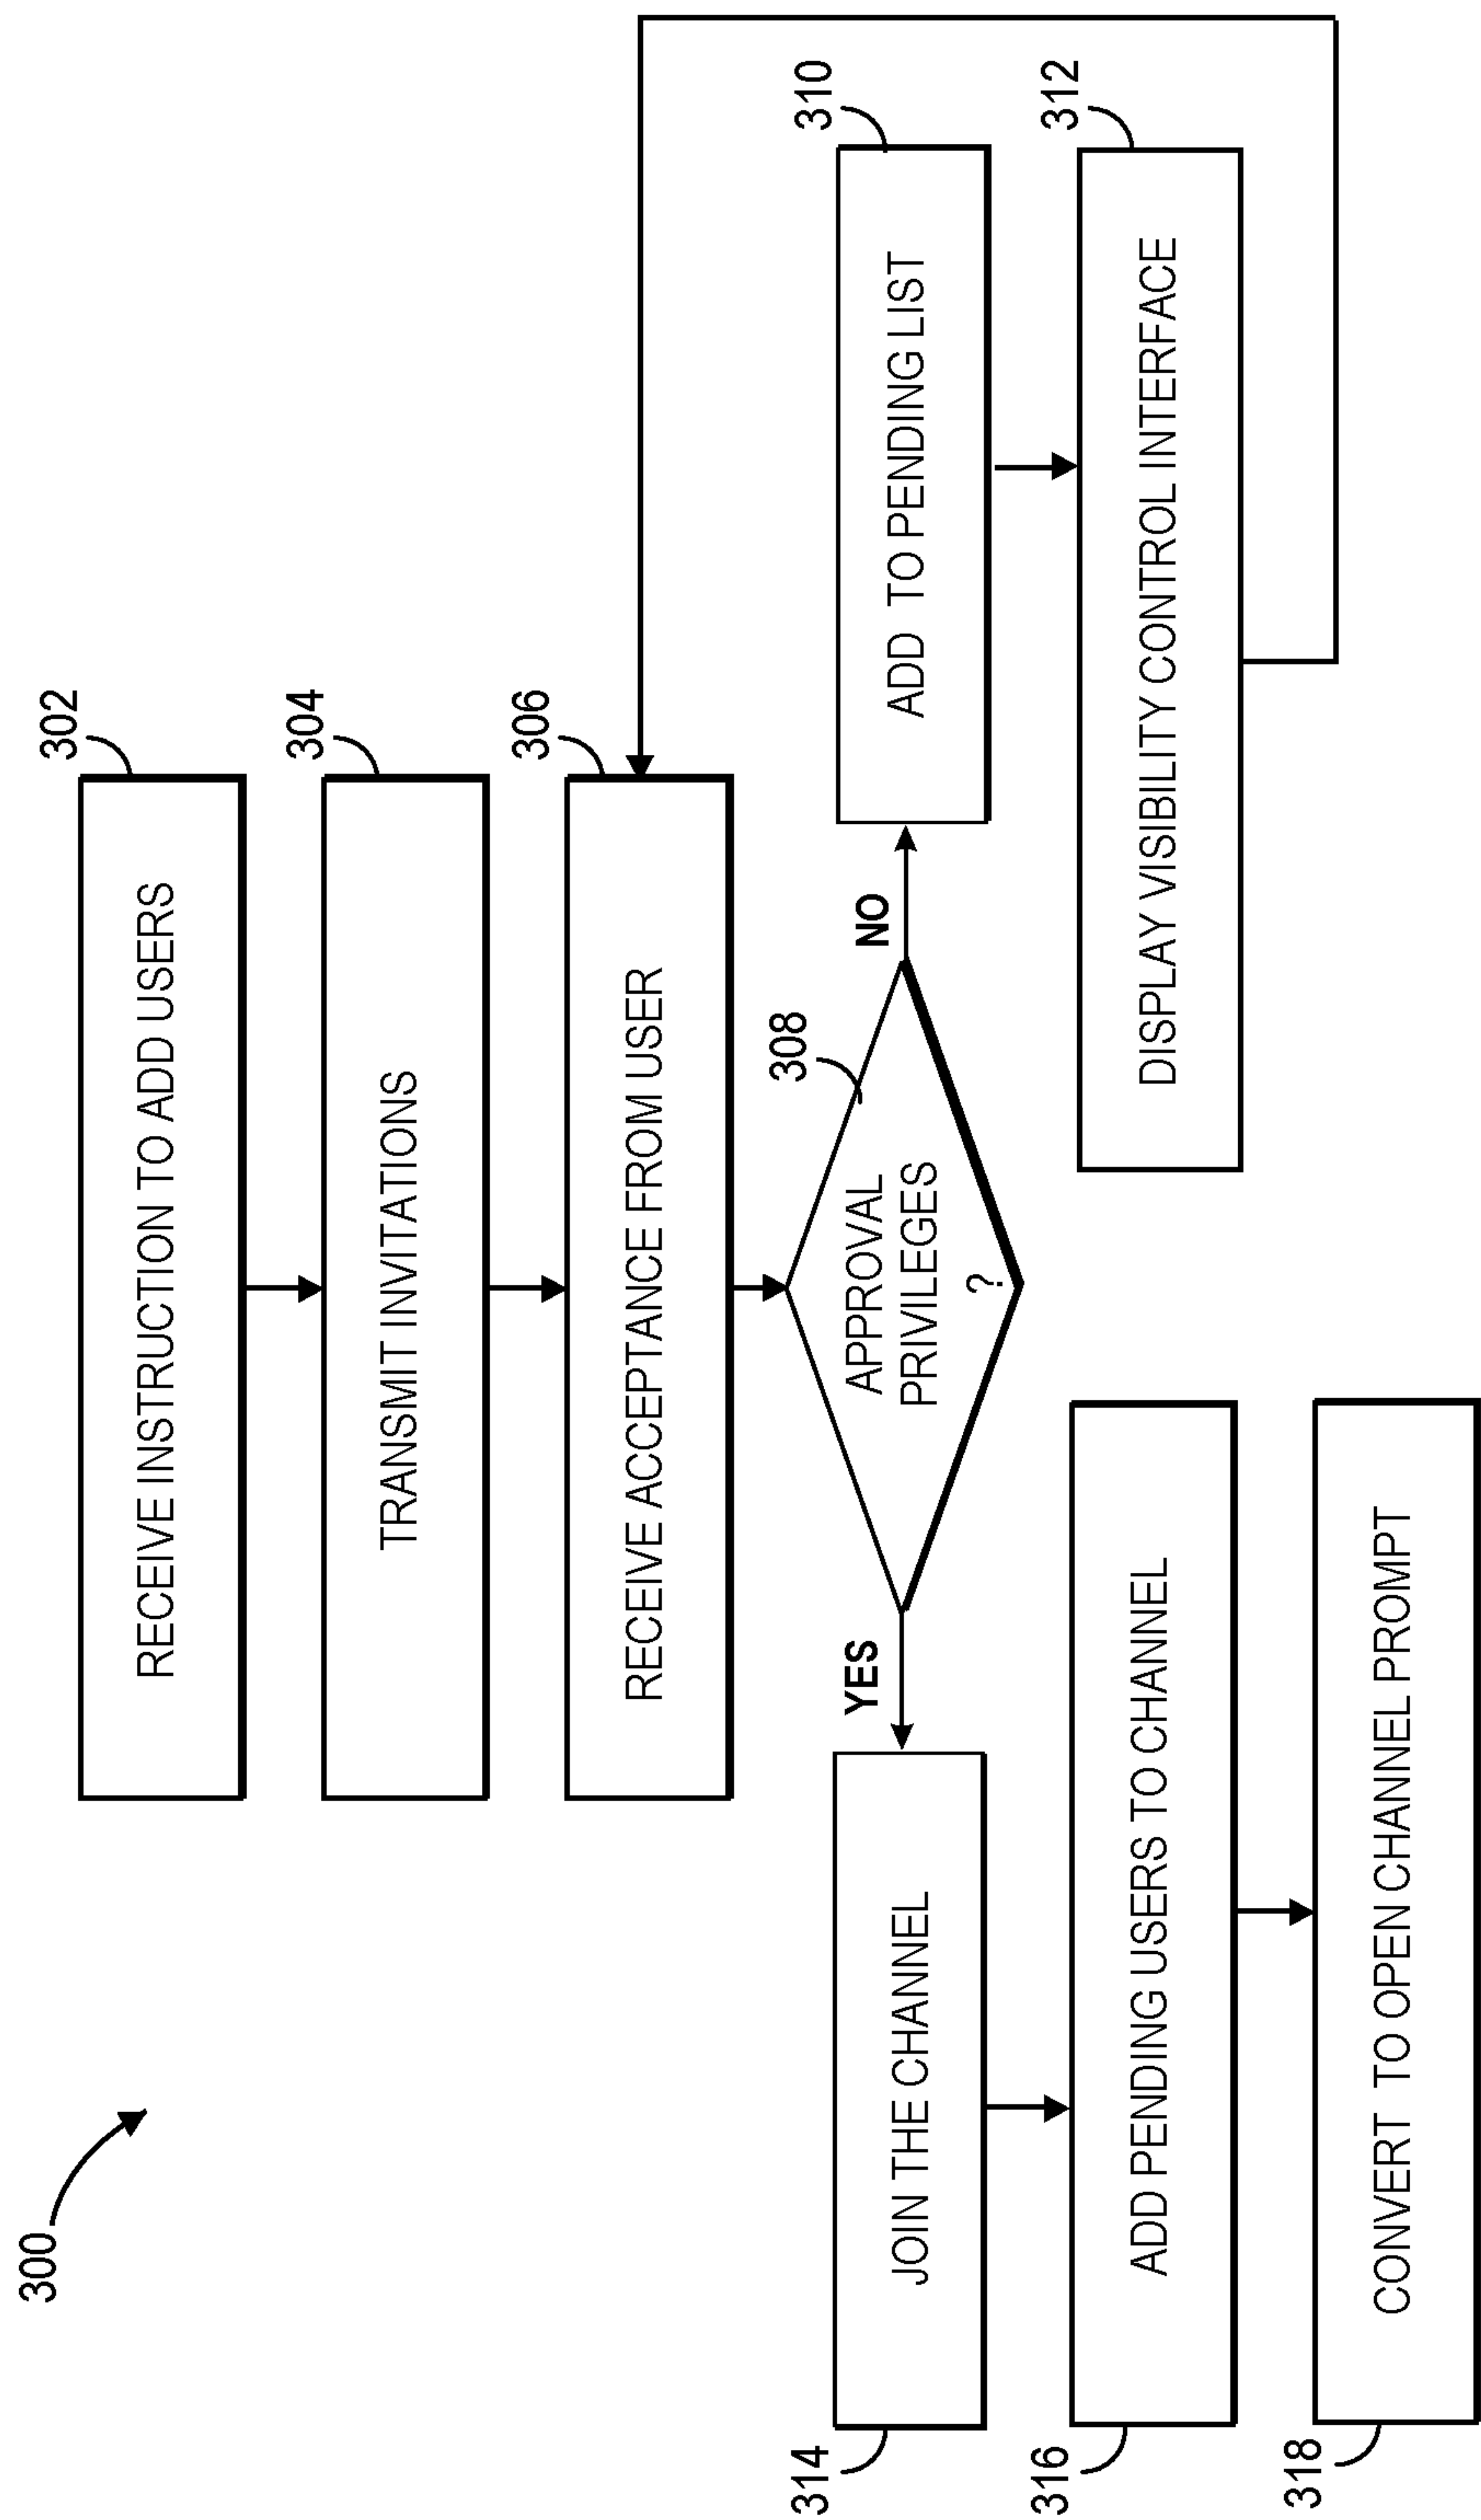 300
302
RECEIVE INSTRUCTION TO ADD USERS
304
TRANSMIT INVITATIONS
306
RECEIVE ACCEPTANCE FROM USER
308
APPROVAL
PRIVILEGES
?
YES
NO
310
ADD TO PENDING LIST
312
DISPLAY VISIBILITY CONTROL INTERFACE
314
JOIN THE CHANNEL
316
ADD PENDING USERS TO CHANNEL
318
CONVERT TO OPEN CHANNEL PROMPT